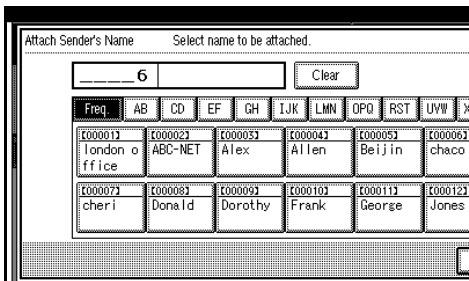 Attach Sender's Name Select name to be attached.
____6 Clear
Freq. AB CD EF GH IJK LMN OPQ RST UVW
[00001] [00002] [00003] [00004] [00005] [00006]
london o ABC-NET Alex Allen Beijin chaco
ffice
[00007] [00008] [00009] [00010] [00011] [00012]
cheri Donald Dorothy Frank George Jones